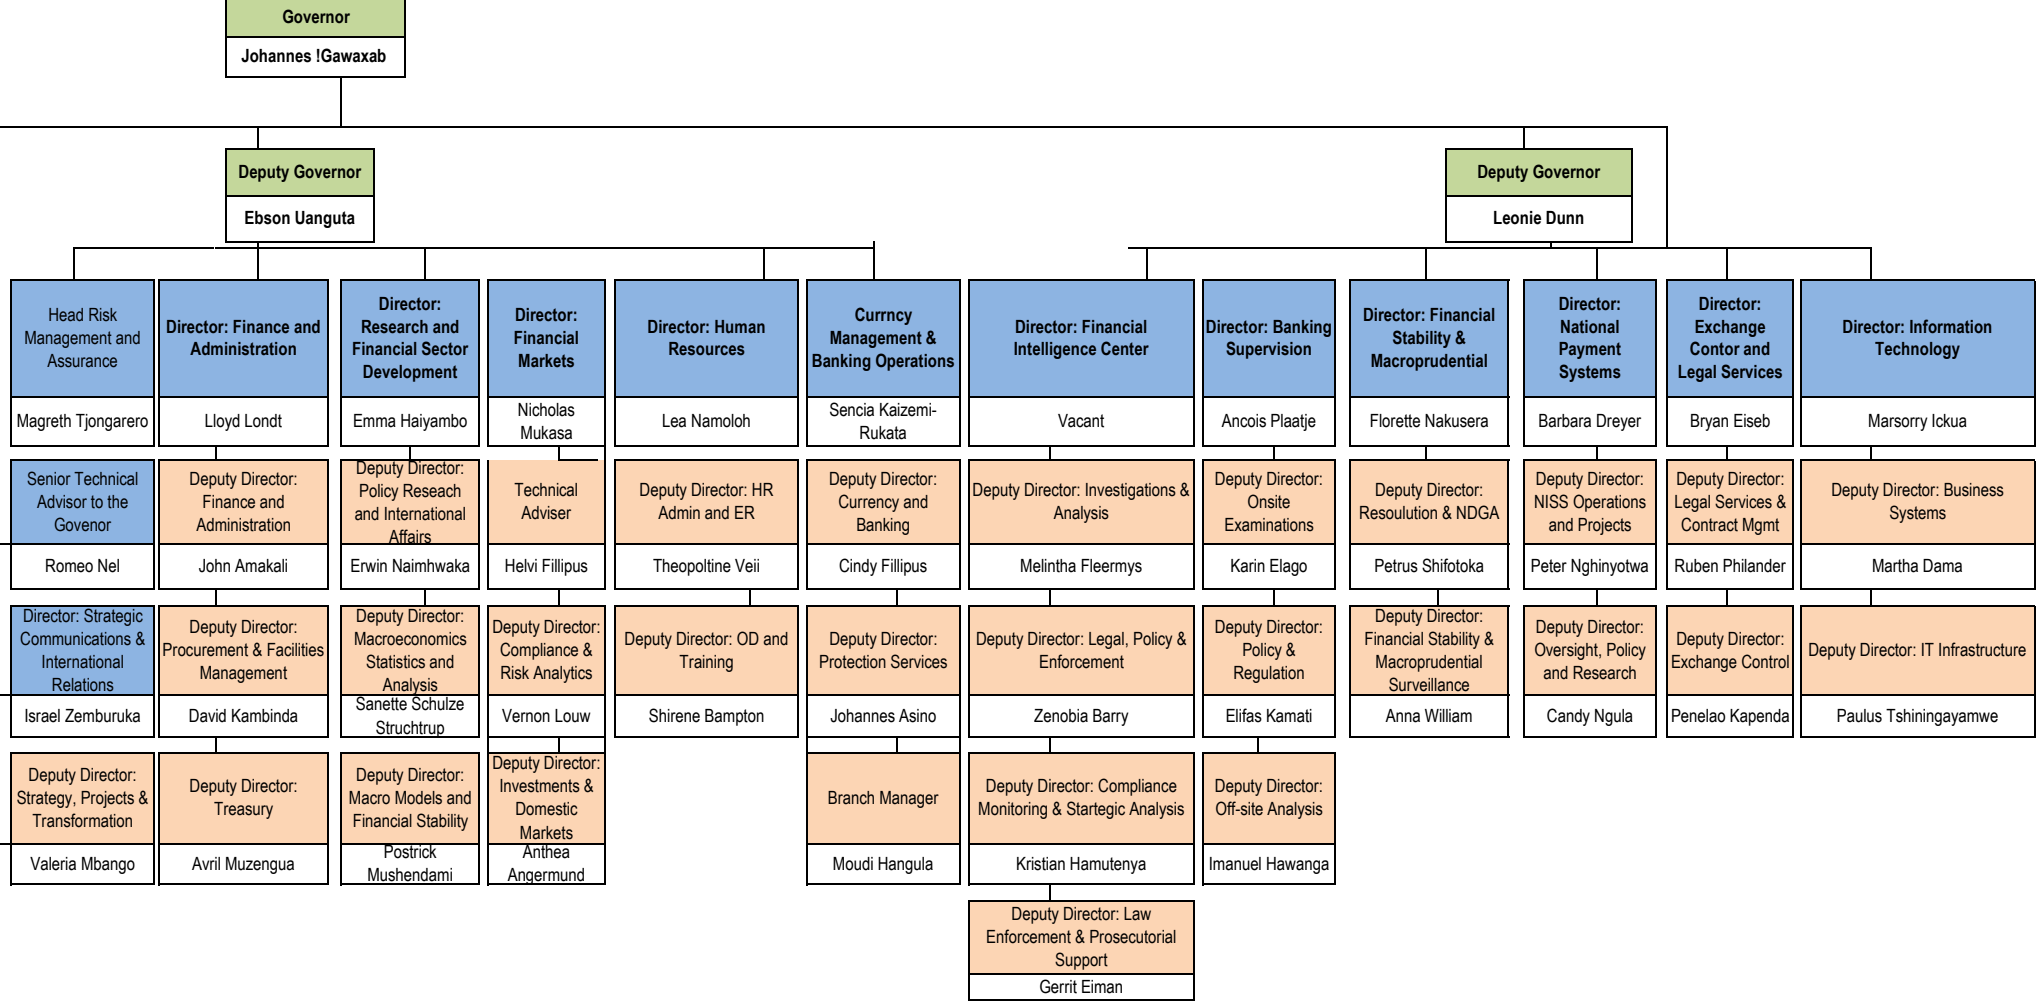 Governor
Johannes !Gawaxab
Deputy Governor
Ebson Uanguta
Deputy Governor
Leonie Dunn
Head Risk
Management and
Assurance
Magreth Tjongarero
Senior Technical
Advisor to the
Govenor
Romeo Nel
Director: Strategic
Communications &
International
Relations
Israel Zemburuka
Deputy Director:
Strategy, Projects &
Transformation
Valeria Mbango
Director: Finance and
Administration
Lloyd Londt
Deputy Director:
Finance and
Administration
John Amakali
Deputy Director:
Procurement & Facilities
Management
David Kambinda
Deputy Director:
Treasury
Avril Muzengua
Director:
Research and
Financial Sector
Development
Emma Haiyambo
Deputy Director:
Policy Reseach
and International
Affairs
Erwin Naimhwaka
Deputy Director:
Macroeconomics
Statistics and
Analysis
Sanette Schulze
Struchtrup
Deputy Director:
Macro Models and
Financial Stability
Postrick
Mushendami
Director:
Financial
Markets
Nicholas
Mukasa
Technical
Adviser
Helvi Fillipus
Deputy Director:
Compliance &
Risk Analytics
Vernon Louw
Deputy Director:
Investments &
Domestic
Markets
Anthea
Angermund
Director: Human
Resources
Lea Namoloh
Deputy Director: HR
Admin and ER
Theopoltine Veii
Deputy Director: OD and
Training
Shirene Bampton
Currncy
Management &
Banking Operations
Sencia Kaizemi-
Rukata
Deputy Director:
Currency and
Banking
Cindy Fillipus
Deputy Director:
Protection Services
Johannes Asino
Branch Manager
Moudi Hangula
Director: Financial
Intelligence Center
Vacant
Deputy Director: Investigations &
Analysis
Melintha Fleermys
Deputy Director: Legal, Policy &
Enforcement
Zenobia Barry
Deputy Director: Compliance
Monitoring & Startegic Analysis
Kristian Hamutenya
Deputy Director: Law
Enforcement & Prosecutorial
Support
Gerrit Eiman
Director: Banking
Supervision
Ancois Plaatje
Deputy Director:
Onsite
Examinations
Karin Elago
Deputy Director:
Policy &
Regulation
Elifas Kamati
Deputy Director:
Off-site Analysis
Imanuel Hawanga
Director: Financial
Stability &
Macroprudential
Florette Nakusera
Deputy Director:
Resoulution & NDGA
Petrus Shifotoka
Deputy Director:
Financial Stability &
Macroprudential
Surveillance
Anna William
Director:
National
Payment
Systems
Barbara Dreyer
Deputy Director:
NISS Operations
and Projects
Peter Nghinyotwa
Deputy Director:
Oversight, Policy
and Research
Candy Ngula
Director:
Exchange
Contor and
Legal Services
Bryan Eiseb
Deputy Director:
Legal Services &
Contract Mgmt
Ruben Philander
Deputy Director:
Exchange Control
Penelao Kapenda
Director: Information
Technology
Marsorry Ickua
Deputy Director: Business
Systems
Martha Dama
Deputy Director: IT Infrastructure
Paulus Tshiningayamwe